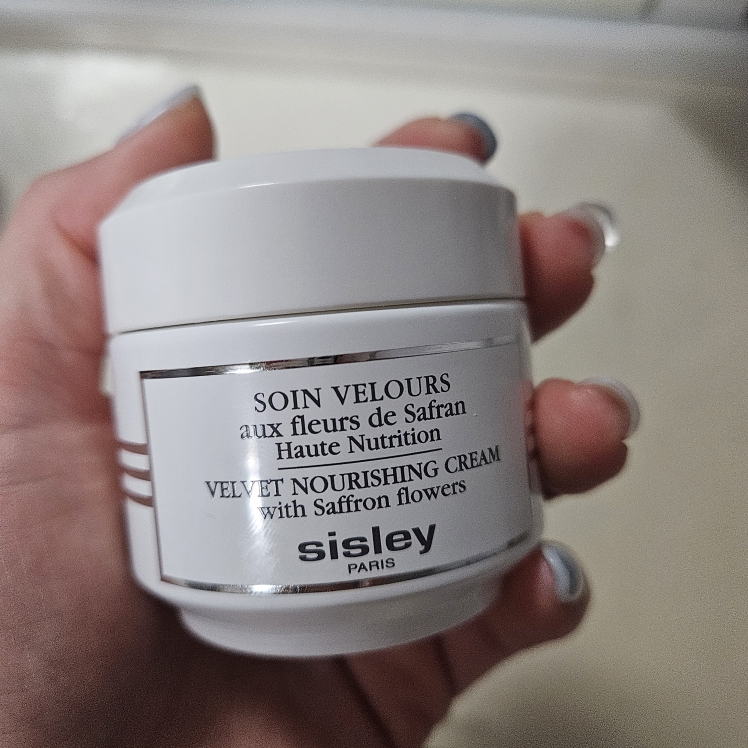 SOIN VELOURS
aux fleurs de Safran
Haute Nutrition
VELVET NOURISHING CREAM
with Saffron flowers
sisley
PARIS